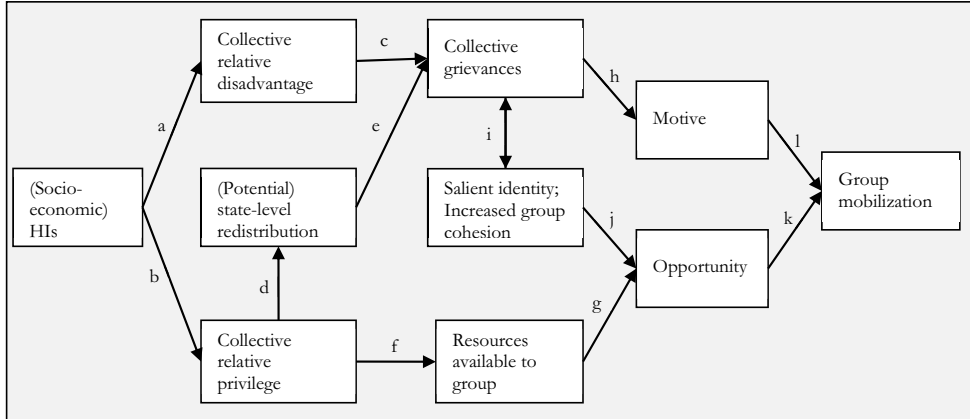 Collective
relative
disadvantage
c
Collective
grievances
h
Motive
a
e
i
l
(Socio-
economic)
HIs
(Potential)
state-level
redistribution
Salient identity;
Increased group
cohesion
Group
mobilization
j
k
Opportunity
b
d
g
Collective
relative
privilege
f
Resources
available to
group